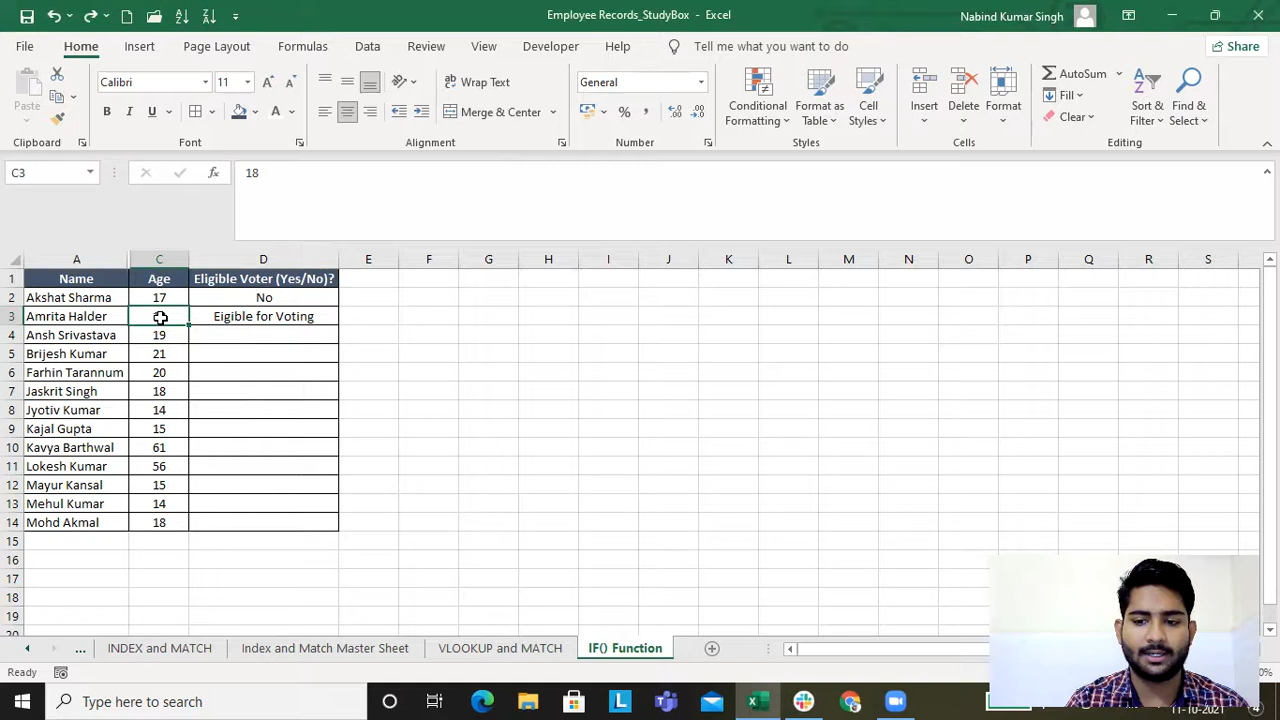 Employee Records_StudyBox - Excel
Nabind Kumar Singh
File Home Insert Page Layout Formulas Data Review View Developer Help Tell me what you want to do Share
Calibri 11 Wrap Text General AutoSum
Paste B I U Merge & Center % Conditional Formatting Format as Table Cell Styles Insert Delete Format Fill Clear Sort & Filter Find & Select
Clipboard Font Alignment Number Styles Cells Editing
C3 fx 18
A C D E F G H I J K L M N O P Q R S
1 Name Age Eligible Voter (Yes/No)?
2 Akshat Sharma 17 No
3 Amrita Halder Eigible for Voting
4 Ansh Srivastava 19
5 Brijesh Kumar 21
6 Farhin Tarannum 20
7 Jaskrit Singh 18
8 Jyotiv Kumar 14
9 Kajal Gupta 15
10 Kavya Barthwal 61
11 Lokesh Kumar 56
12 Mayur Kansal 15
13 Mehul Kumar 14
14 Mohd Akmal 18
15
16
17
18
19
20
... INDEX and MATCH Index and Match Master Sheet VLOOKUP and MATCH IF() Function
Ready
Type here to search
11-10-2021